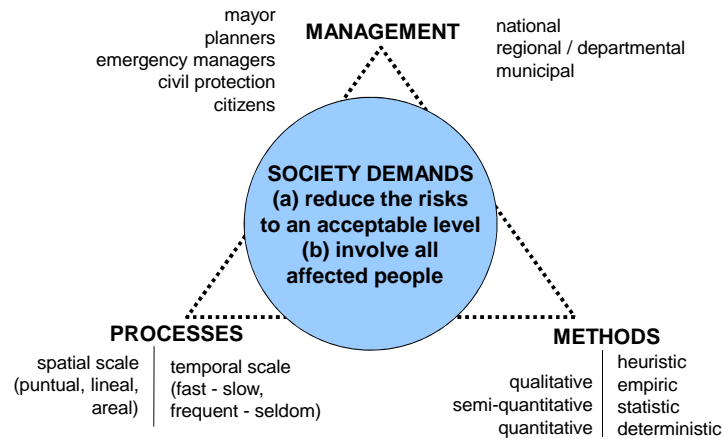 mayor
planners
emergency managers
civil protection
citizens
MANAGEMENT
national
regional / departmental
municipal
SOCIETY DEMANDS
(a) reduce the risks
to an acceptable level
(b) involve all
affected people
PROCESSES
spatial scale
(puntual, lineal,
areal)
temporal scale
(fast - slow,
frequent - seldom)
METHODS
qualitative
semi-quantitative
quantitative
heuristic
empiric
statistic
deterministic